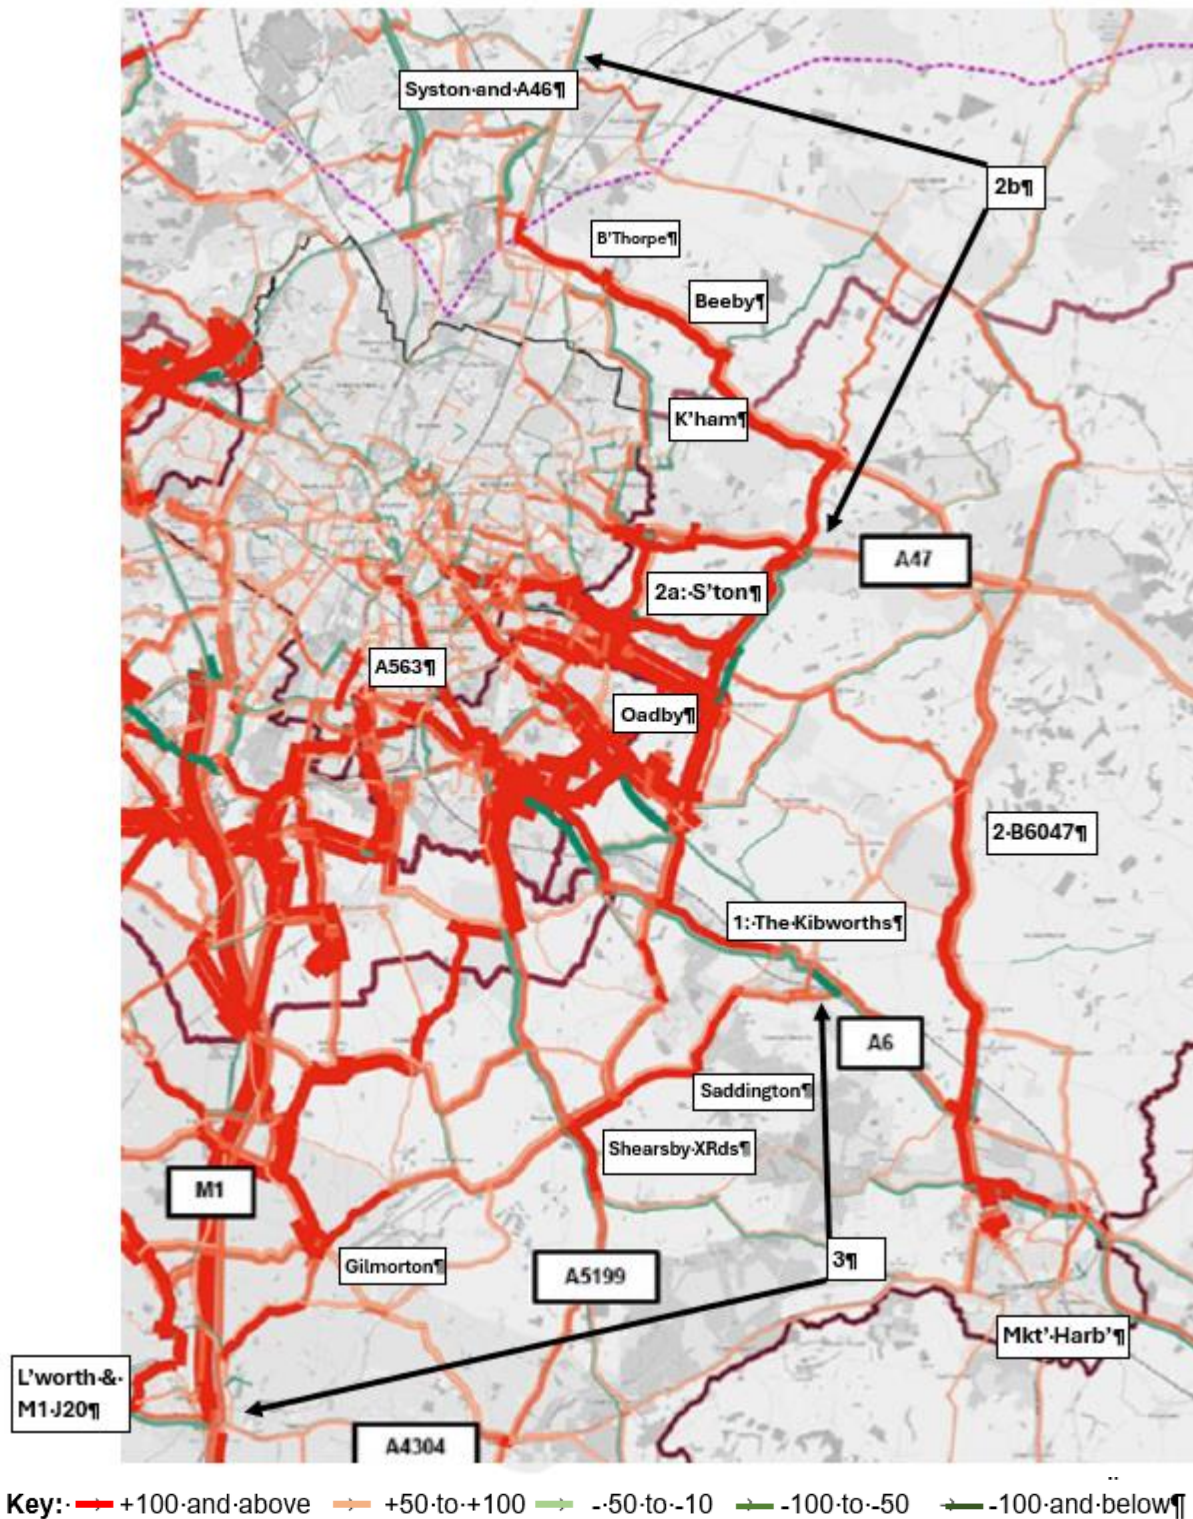 Syston·and·A46¶
2b¶
B'Thorpe¶
Beeby¶
K'ham¶
A47
2a:·S'ton¶
A563¶
Oadby¶
2·B6047¶
1:·The·Kibworths¶
A6
Saddington¶
Shearsby·XRds¶
M1
3¶
Gilmorton¶
A5199
Mkt'·Harb'¶
L'worth·&·
M1·J20¶
A4304
Key:· +100·and·above +50·to·+100 -·50·to·-10 -100·to·-50 -100·and·below¶